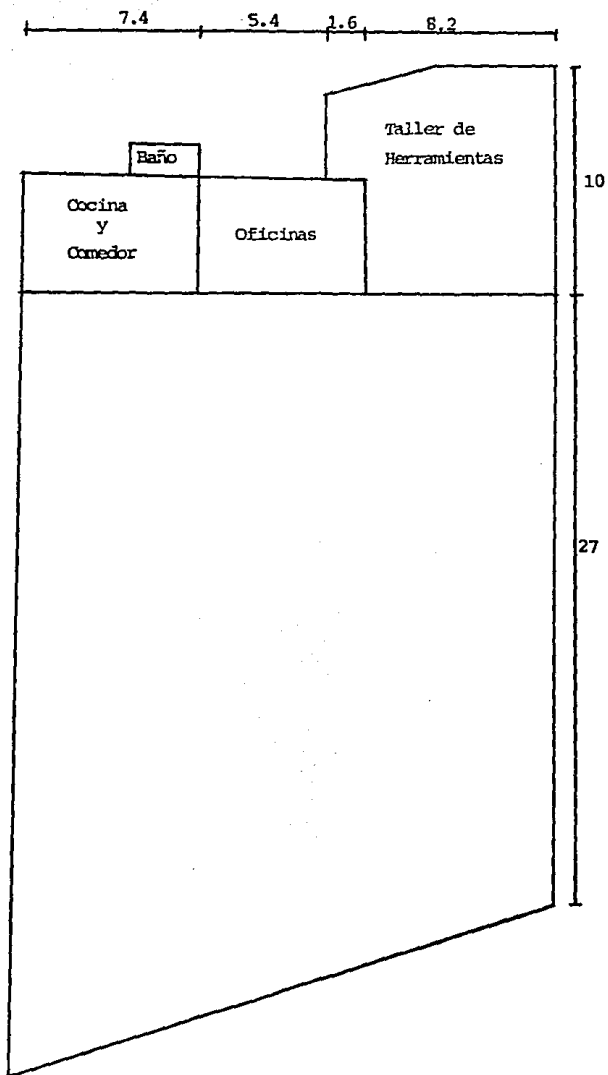 7.4 5.4 1.6 8.2
Taller de
Herramientas
10
Baño
Cocina
y
Comedor
Oficinas
27